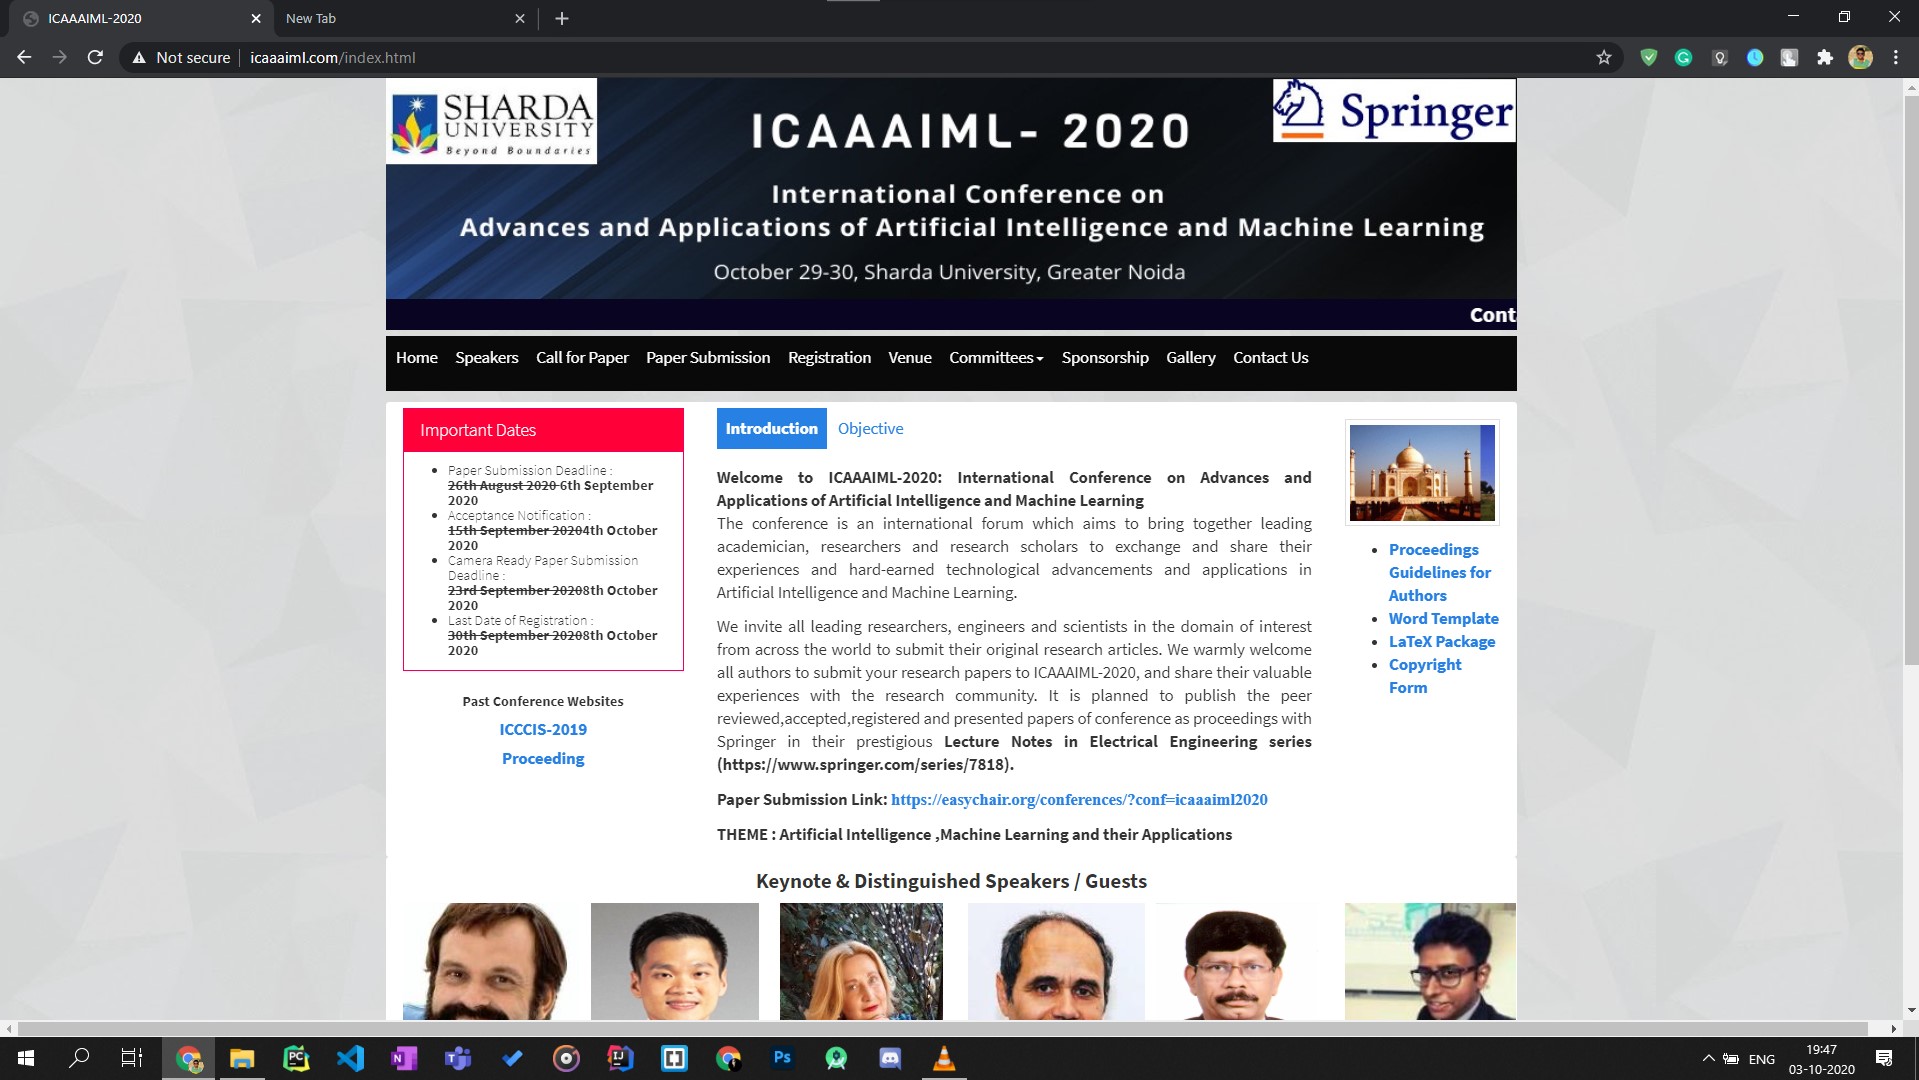 ICAAAIML-2020
New Tab
Not secure
icaaaiml.com/index.html
SHARDA
UNIVERSITY
Beyond Boundaries
Springer
ICAAAIML- 2020
International Conference on
Advances and Applications of Artificial Intelligence and Machine Learning
October 29-30, Sharda University, Greater Noida
Cont
Home Speakers Call for Paper Paper Submission Registration Venue Committees Sponsorship Gallery Contact Us
Important Dates
Paper Submission Deadline :
26th August 2020 6th September
2020
Acceptance Notification :
15th September 20204th October
2020
Camera Ready Paper Submission
Deadline :
23rd September 20208th October
2020
Last Date of Registration :
30th September 20208th October
2020
Past Conference Websites
ICCCIS-2019
Proceeding
Introduction Objective
Welcome to ICAAAIML-2020: International Conference on Advances and
Applications of Artificial Intelligence and Machine Learning
The conference is an international forum which aims to bring together leading
academician, researchers and research scholars to exchange and share their
experiences and hard-earned technological advancements and applications in
Artificial Intelligence and Machine Learning.
We invite all leading researchers, engineers and scientists in the domain of interest
from across the world to submit their original research articles. We warmly welcome
all authors to submit your research papers to ICAAAIML-2020, and share their valuable
experiences with the research community. It is planned to publish the peer
reviewed,accepted,registered and presented papers of conference as proceedings with
Springer in their prestigious Lecture Notes in Electrical Engineering series
(https://www.springer.com/series/7818).
Paper Submission Link: https://easychair.org/conferences/?conf=icaaaiml2020
THEME : Artificial Intelligence ,Machine Learning and their Applications
Proceedings
Guidelines for
Authors
Word Template
LaTeX Package
Copyright
Form
Keynote & Distinguished Speakers / Guests
PC
N
T
IJ
Ps
ENG
19:47
03-10-2020